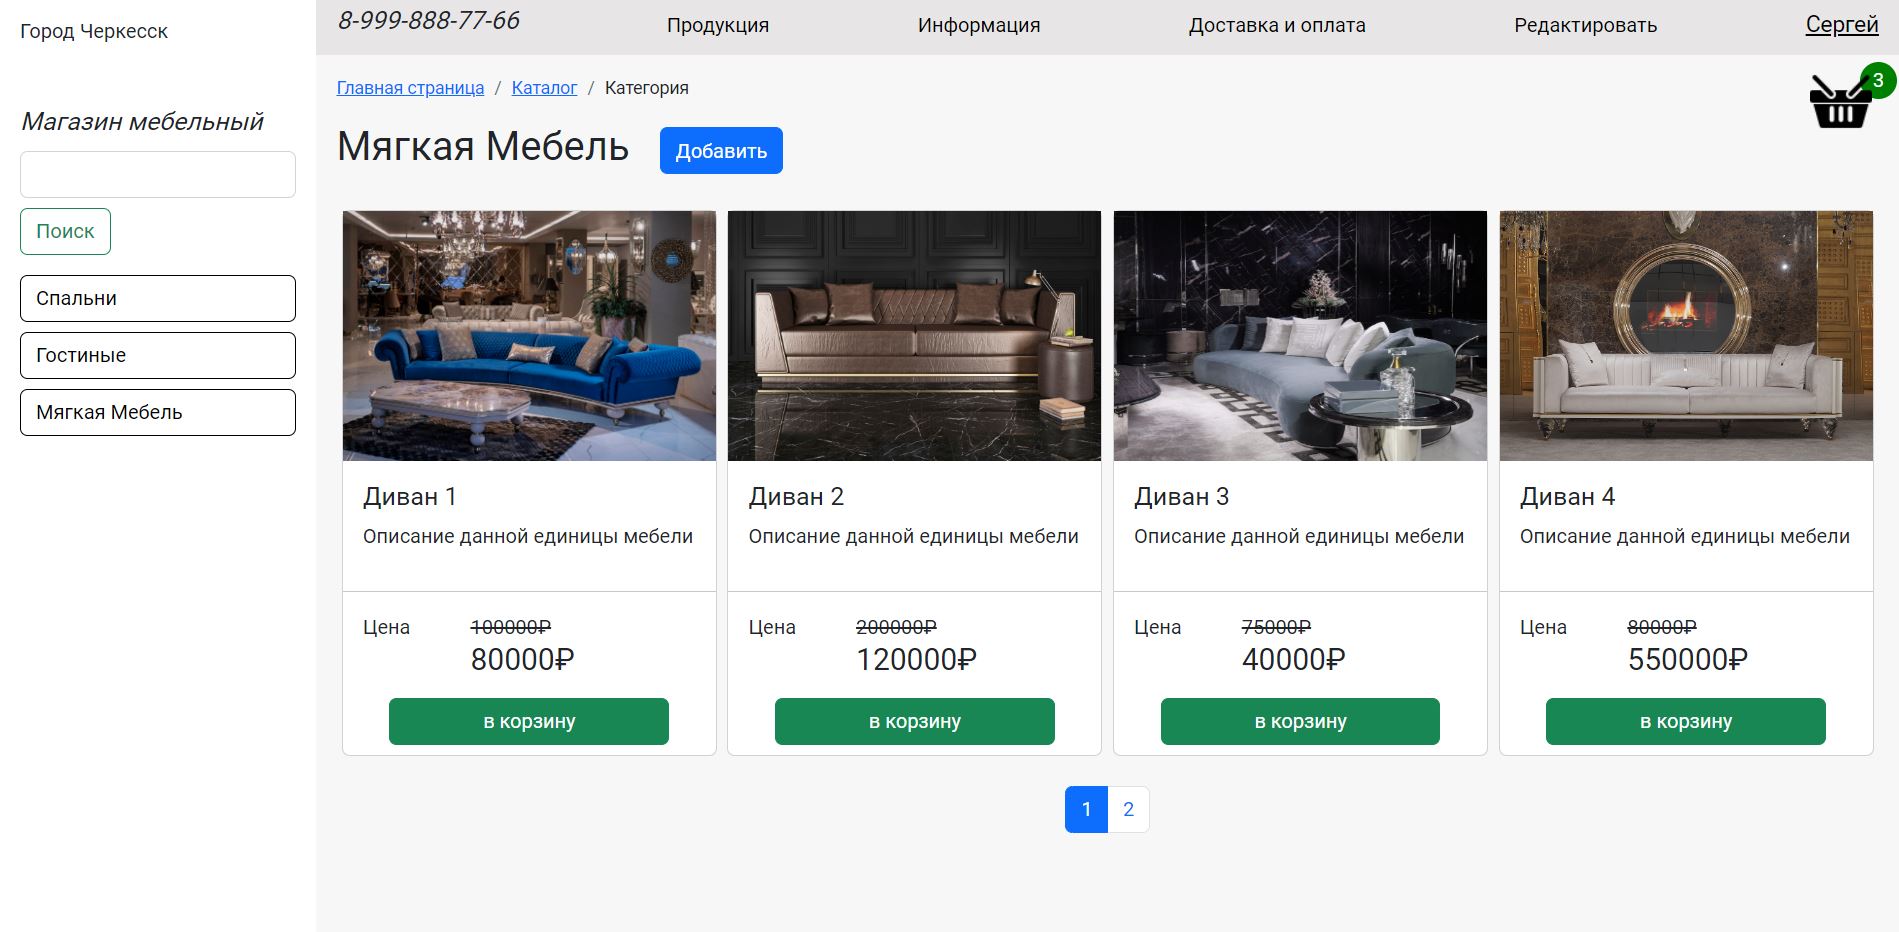 Город Черкесск
Магазин мебельный
Поиск
Спальни
Гостиные
Мягкая Мебель
8-999-888-77-66
Продукция
Информация
Доставка и оплата
Редактировать
Сергей
3
Главная страница / Каталог / Категория
Мягкая Мебель
Добавить
Диван 1
Описание данной единицы мебели
Цена 100000₽
80000₽
в корзину
Диван 2
Описание данной единицы мебели
Цена 200000₽
120000₽
в корзину
Диван 3
Описание данной единицы мебели
Цена 75000₽
40000₽
в корзину
Диван 4
Описание данной единицы мебели
Цена 80000₽
550000₽
в корзину
1 2